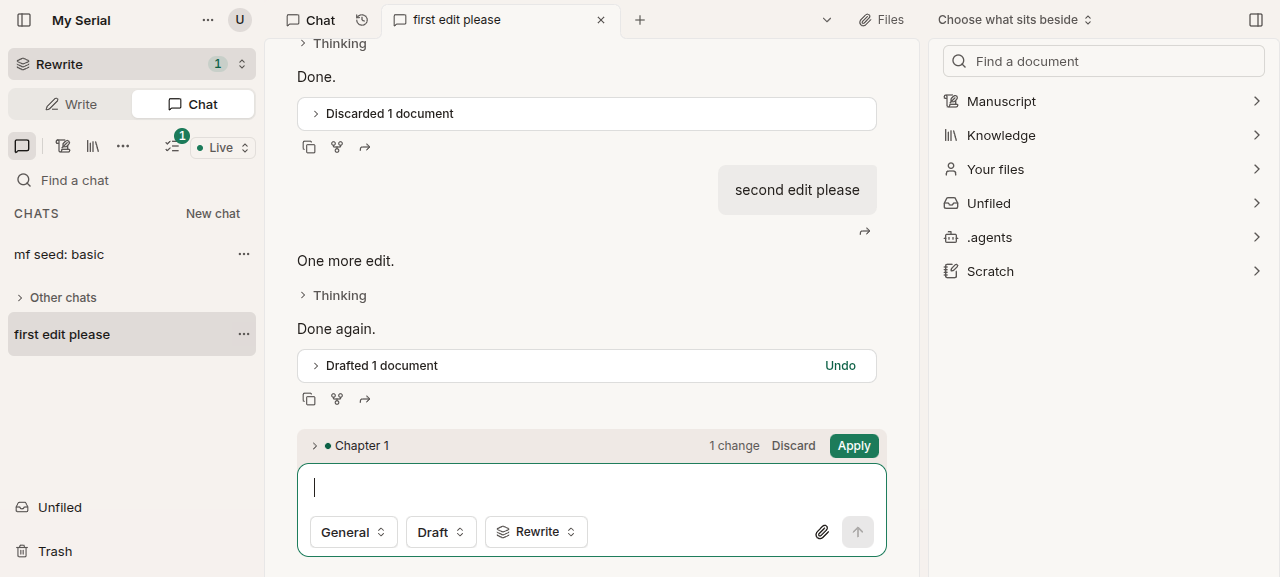 My Serial
U
Chat
first edit please
Files
Choose what sits beside
Rewrite
1
Write
Chat
1
Live
Find a chat
CHATS
New chat
mf seed: basic
Other chats
first edit please
Unfiled
Trash
Thinking
Done.
Discarded 1 document
second edit please
One more edit.
Thinking
Done again.
Drafted 1 document
Undo
Chapter 1
1 change
Discard
Apply
General
Draft
Rewrite
Find a document
Manuscript
Knowledge
Your files
Unfiled
.agents
Scratch